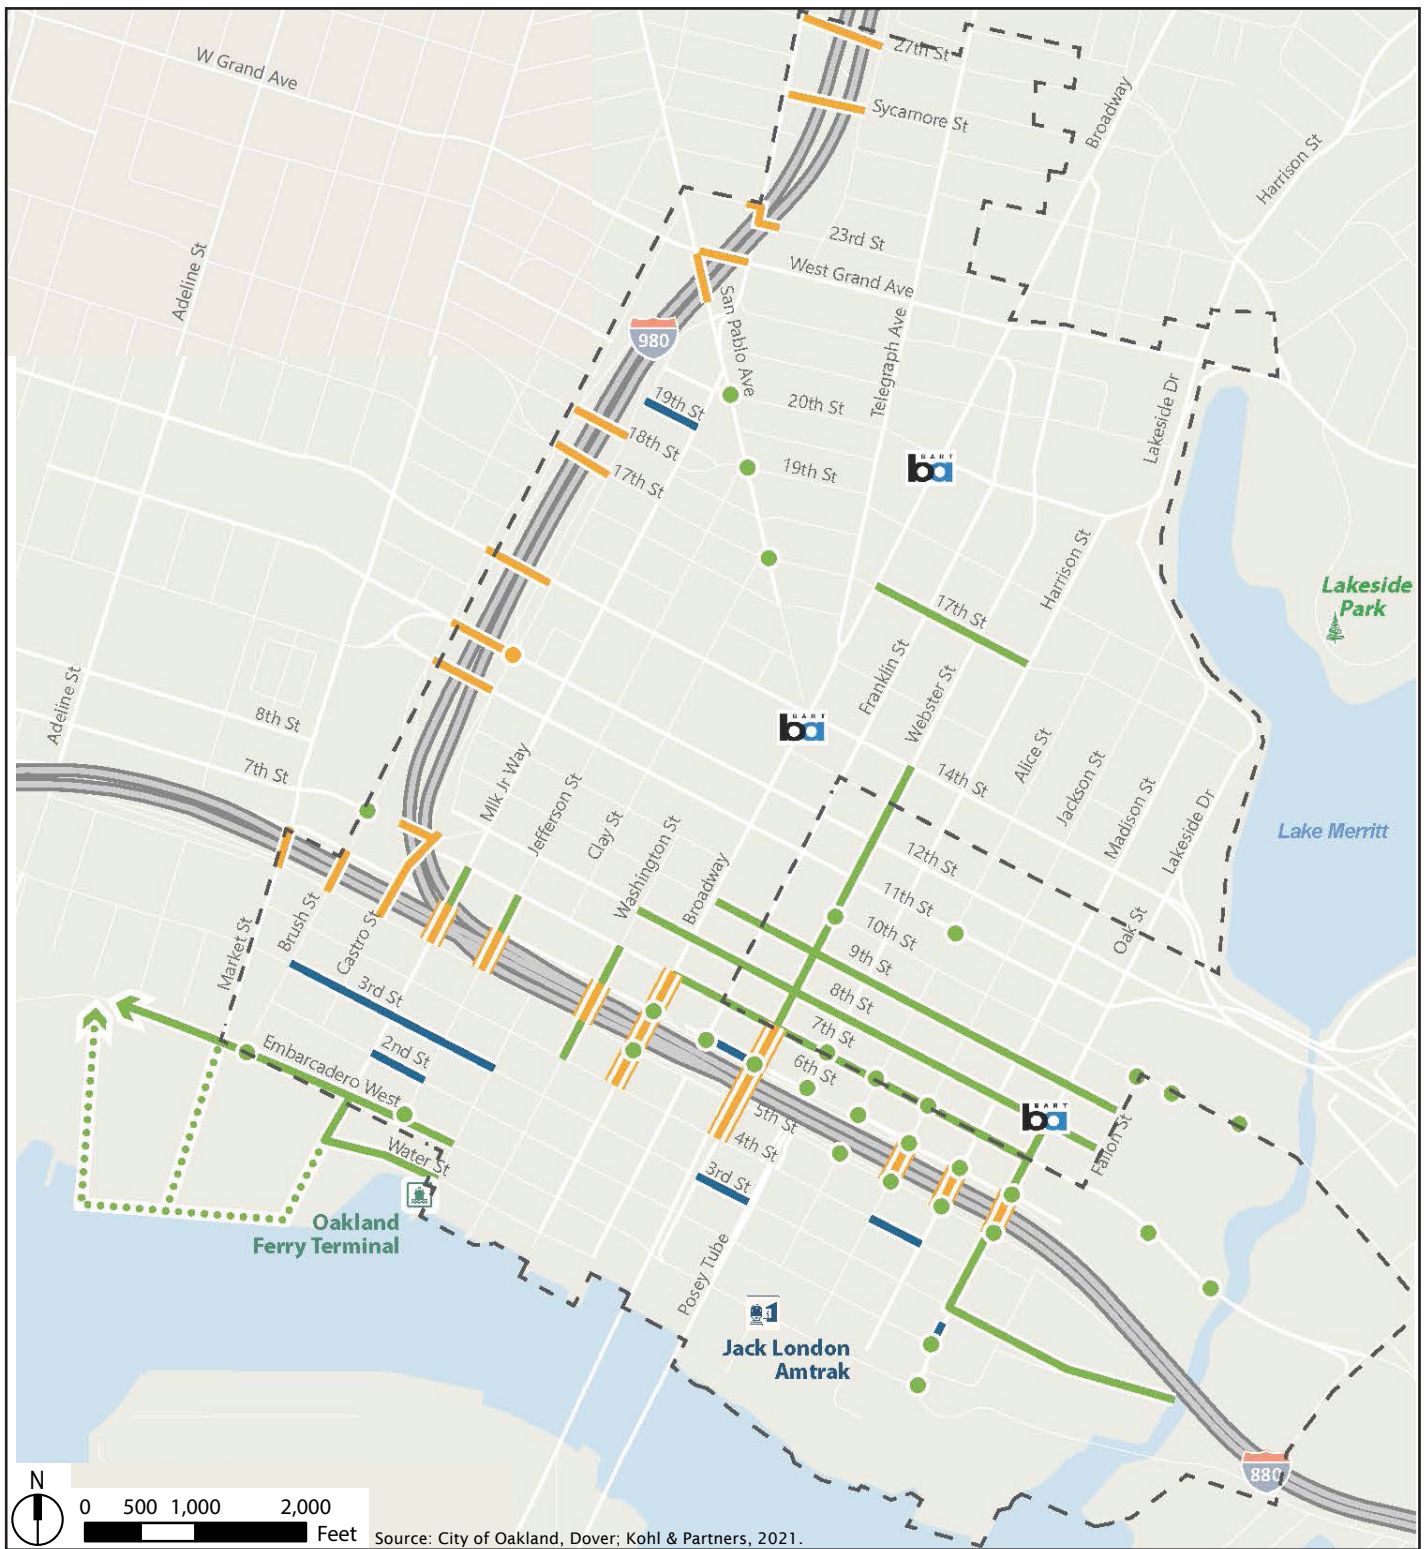 27th St
W Grand Ave
Sycamore St
Broadway
Harrison St
23rd St
West Grand Ave
Adeline St
San Pablo Ave
980
Telegraph Ave
19th St
20th St
Lakeside Dr
18th St
17th St
19th St
BART
ba
Harrison St
Lakeside
Park
17th St
Franklin St
Webster St
Adeline St
8th St
BART
ba
7th St
14th St
Alice St
Jackson St
Madison St
Lakeside Dr
Mlk Jr Way
Jefferson St
Clay St
Washington St
Broadway
Lake Merritt
12th St
11th St
10th St
Oak St
9th St
Brush St
Castro St
Market St
3rd St
8th St
7th St
2nd St
Embarcadero West
6th St
BART
ba
5th St
4th St
Fallon St
Water St
3rd St
Oakland
Ferry Terminal
Posey Tube
Jack London
Amtrak
880
N
0 500 1,000 2,000
Feet
Source: City of Oakland, Dover; Kohl & Partners, 2021.